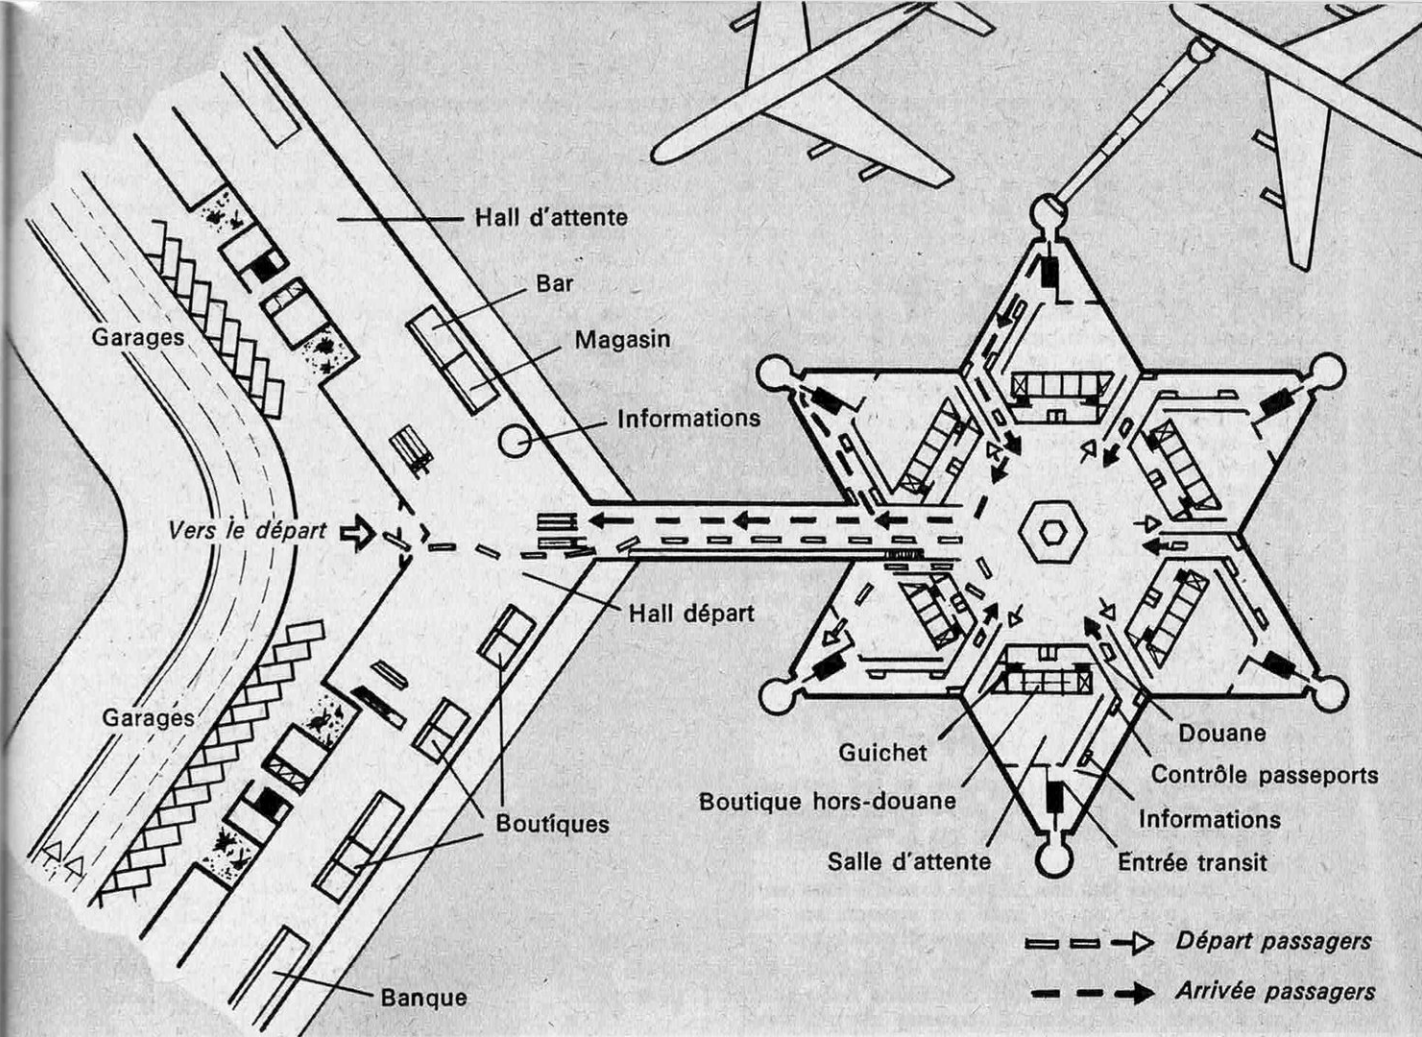 Hall d'attente
Bar
Garages
Magasin
Informations
Vers le départ
Hall départ
Garages
Guichet
Douane
Contrôle passeports
Boutique hors-douane
Informations
Boutiques
Salle d'attente
Entrée transit
Départ passagers
Banque
Arrivée passagers